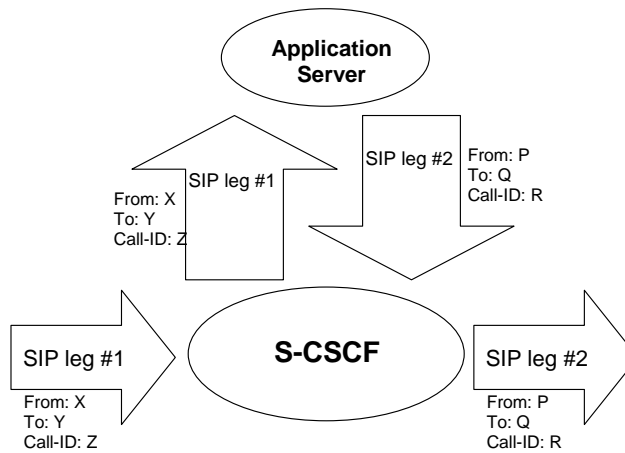 Application
Server
SIP leg #1
From: X
To: Y
Call-ID: Z
SIP leg #2
From: P
To: Q
Call-ID: R
SIP leg #1
From: X
To: Y
Call-ID: Z
S-CSCF
SIP leg #2
From: P
To: Q
Call-ID: R